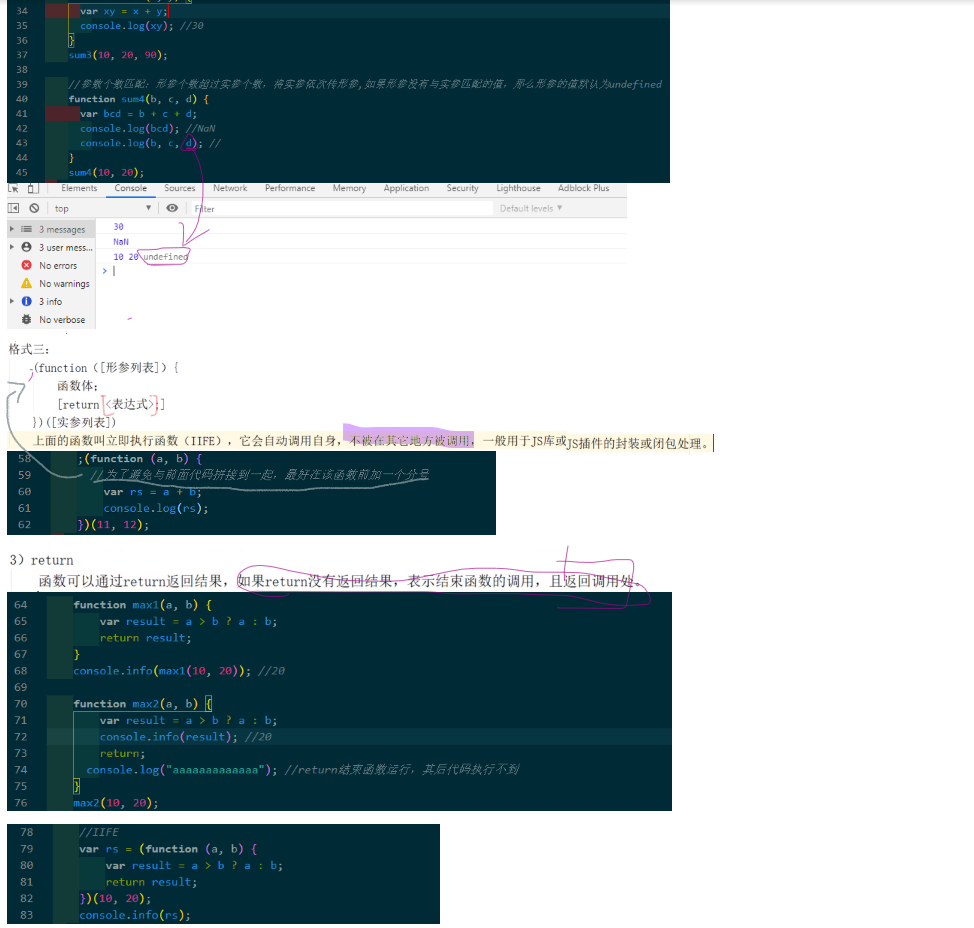 34 var xy = x + y;
35 console.log(xy); //30
36 }
37 sum3(10, 20, 90);
38
39 //参数个数匹配: 形参个数超过实参个数, 将实参依次传形参,如果形参没有与实参匹配的值, 那么形参的值默认为undefined
40 function sum4(b, c, d) {
41 var bcd = b + c + d;
42 console.log(bcd); //NaN
43 console.log(b, c, d); //
44 }
45 sum4(10, 20);
Elements Console Sources Network Performance Memory Application Security Lighthouse Adblock Plus
top ▼ Filter Default levels ▼
3 messages
3 user mess...
No errors
No warnings
3 info
No verbose
30
NaN
10 20 undefined
>
格式三:
(function ([形参列表]) {
函数体;
[return <表达式>;]
})([实参列表])
上面的函数叫立即执行函数 (IIFE) , 它会自动调用自身, 不被在其它地方被调用, 一般用于JS库或JS插件的封装或闭包处理。
58 ;(function (a, b) {
59 //为了避免与前面代码拼接到一起, 最好在该函数前加一个分号
60 var rs = a + b;
61 console.log(rs);
62 })(11, 12);
3) return
函数可以通过return返回结果, 如果return没有返回结果, 表示结束函数的调用, 且返回调用处。
64 function max1(a, b) {
65 var result = a > b ? a : b;
66 return result;
67 }
68 console.info(max1(10, 20)); //20
69
70 function max2(a, b) {
71 var result = a > b ? a : b;
72 console.info(result); //20
73 return;
74 console.log("aaaaaaaaaaaaa"); //return结束函数运行, 其后代码执行不到
75 }
76 max2(10, 20);
78 //IIFE
79 var rs = (function (a, b) {
80 var result = a > b ? a : b;
81 return result;
82 })(10, 20);
83 console.info(rs);